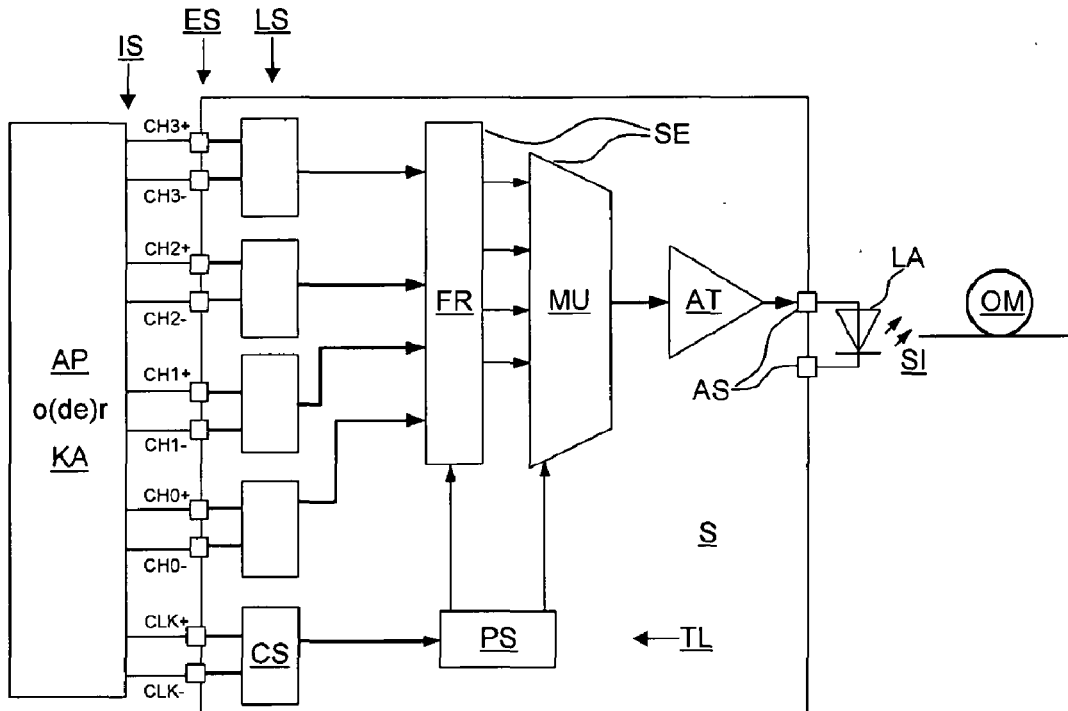 ES
LS
IS
CH3+
CH3-
SE
CH2+
CH2-
FR
MU
AT
LA
OM
AP
o(de)r
KA
SI
AS
CH1+
CH1-
CH0+
CH0-
S
CLK+
CS
PS
TL
CLK-